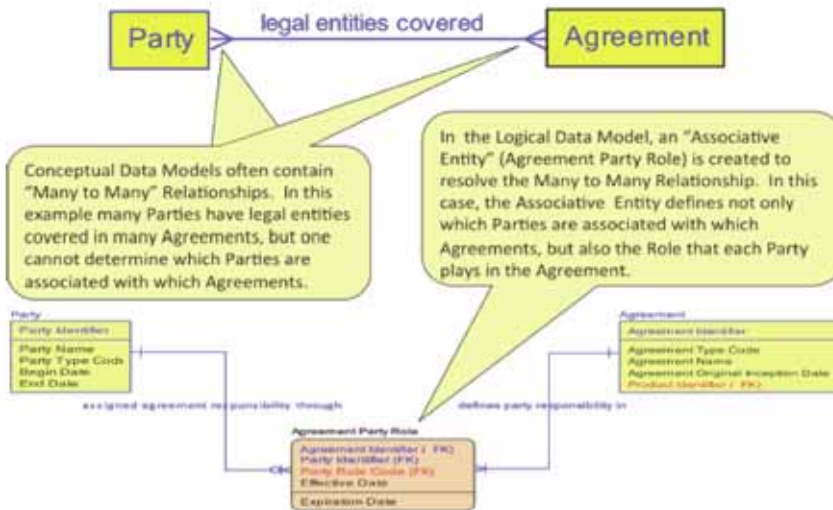 Party
legal entities covered
Agreement
Conceptual Data Models often contain
“Many to Many” Relationships. In this
example many Parties have legal entities
covered in many Agreements, but one
cannot determine which Parties are
associated with which Agreements.
In the Logical Data Model, an “Associative
Entity” (Agreement Party Role) is created to
resolve the Many to Many Relationship. In this
case, the Associative Entity defines not only
which Parties are associated with which
Agreements, but also the Role that each Party
plays in the Agreement.
Party
Party Identifier
Party Name
Party Type Code
Begin Date
End Date
Agreement
Agreement Identifier
Agreement Type Code
Agreement Name
Agreement Original Inception Date
Product Identifier ( FK)
assigned agreement responsibility through
defines party responsibility in
Agreement Party Role
Agreement Identifier ( FK)
Party Identifier (FK)
Party Role Code (FK)
Effective Date
Expiration Date